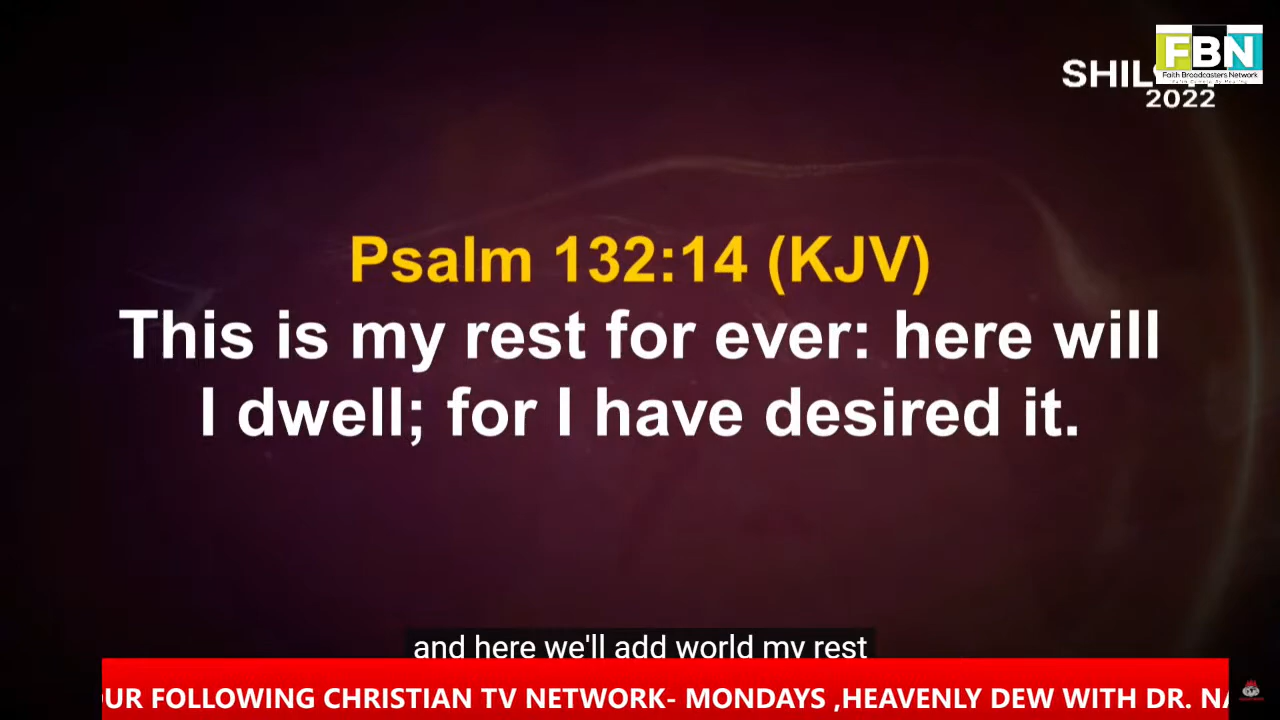 FBN
Faith Broadcasters Network
SHIL
2022
Psalm 132:14 (KJV)
This is my rest for ever: here will
I dwell; for I have desired it.
and here we'll add world my rest
UR FOLLOWING CHRISTIAN TV NETWORK- MONDAYS ,HEAVENLY DEW WITH DR. NA